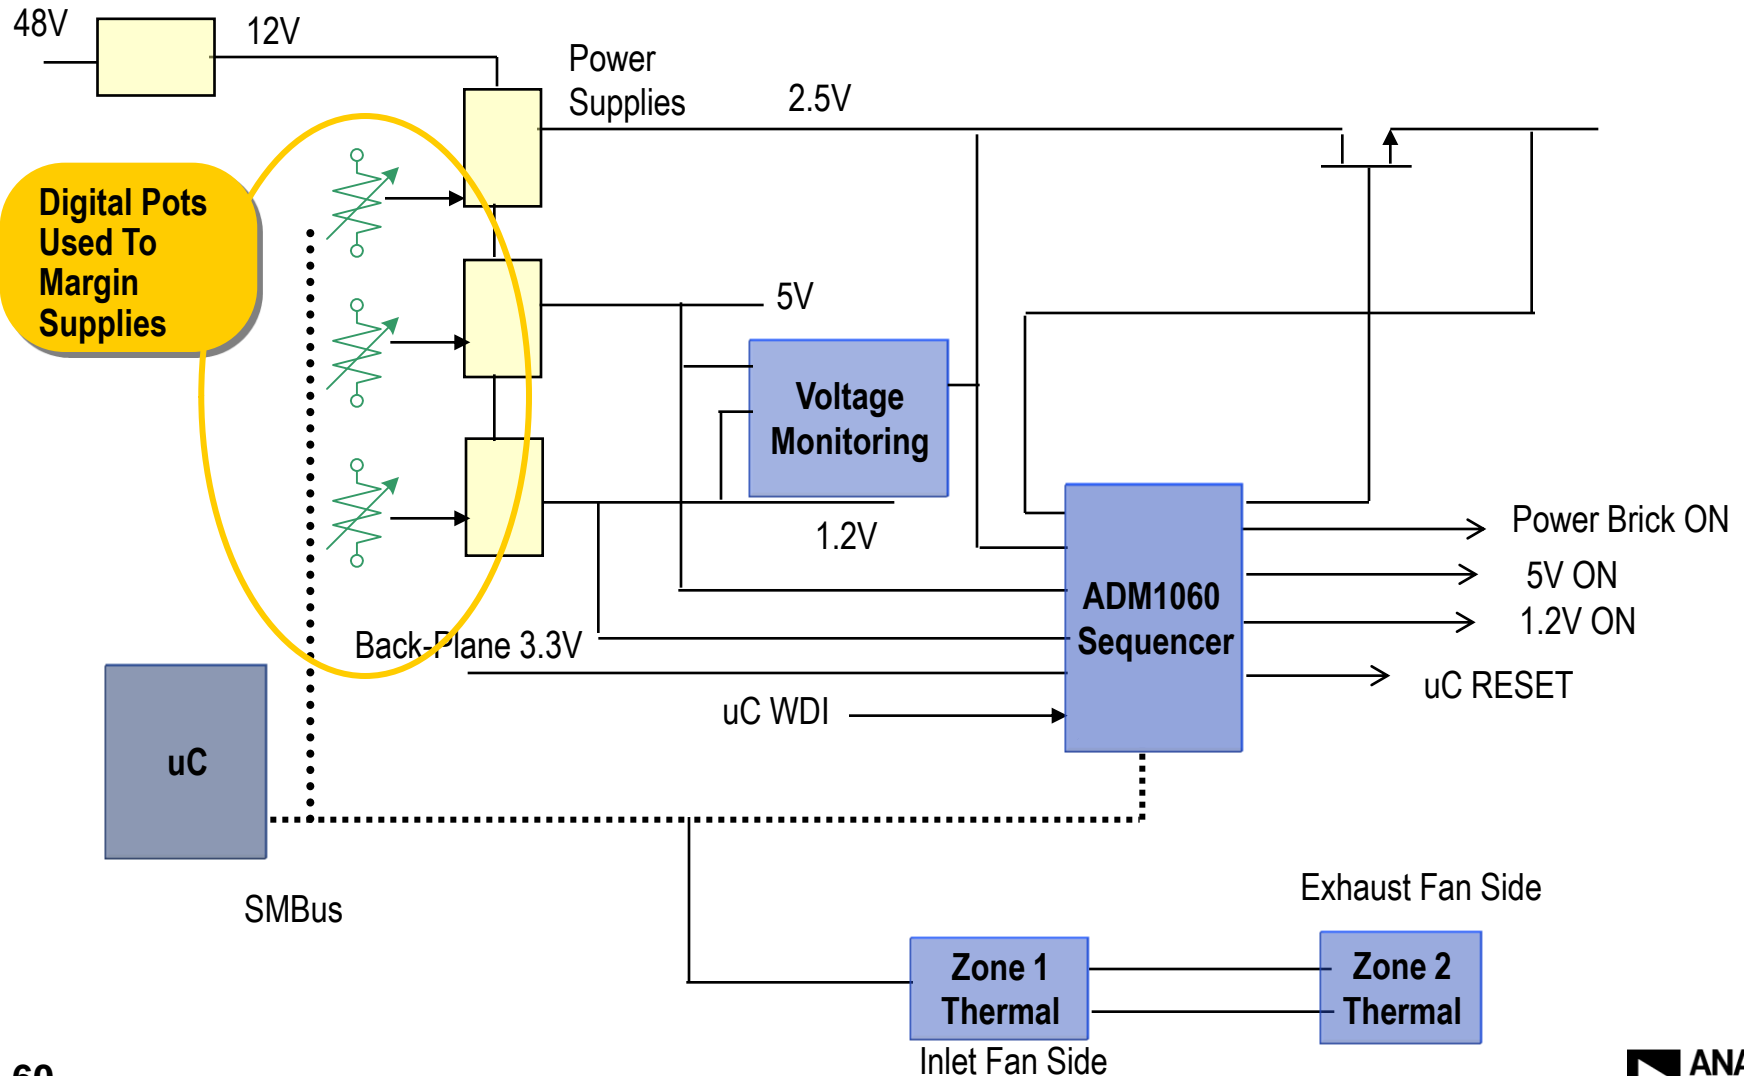 48V
12V
Power
Supplies
2.5V
Digital Pots
Used To
Margin
Supplies
5V
Voltage
Monitoring
1.2V
Power Brick ON
5V ON
1.2V ON
ADM1060
Sequencer
Back-Plane 3.3V
uC RESET
uC WDI
uC
SMBus
Exhaust Fan Side
Zone 1
Thermal
Zone 2
Thermal
Inlet Fan Side